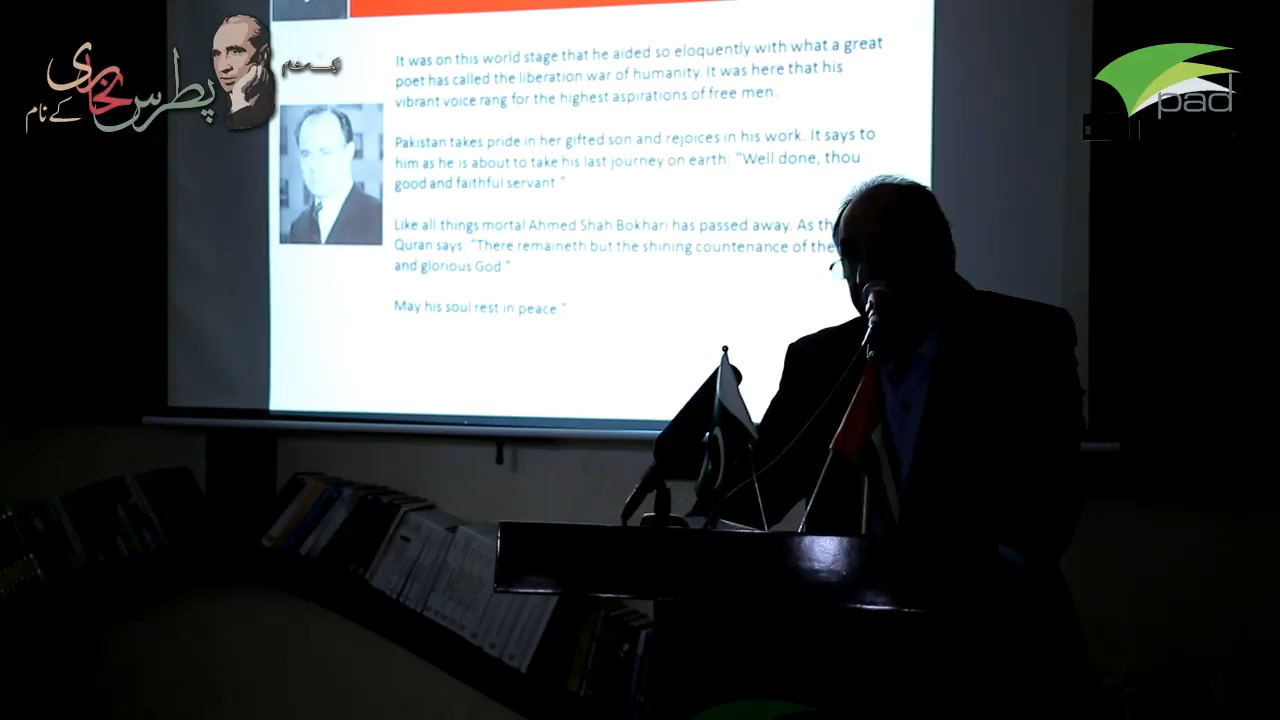 ایک شام
پطرس بخاری
کے نام
pad
It was on this world stage that he aided so eloquently with what a great
poet has called the liberation war of humanity. It was here that his
vibrant voice rang for the highest aspirations of free men.
Pakistan takes pride in her gifted son and rejoices in his work. It says to
him as he is about to take his last journey on earth: "Well done, thou
good and faithful servant "
Like all things mortal Ahmed Shah Bokhari has passed away. As th
Quran says "There remaineth but the shining countenance of the
and glorious God "
May his soul rest in peace "